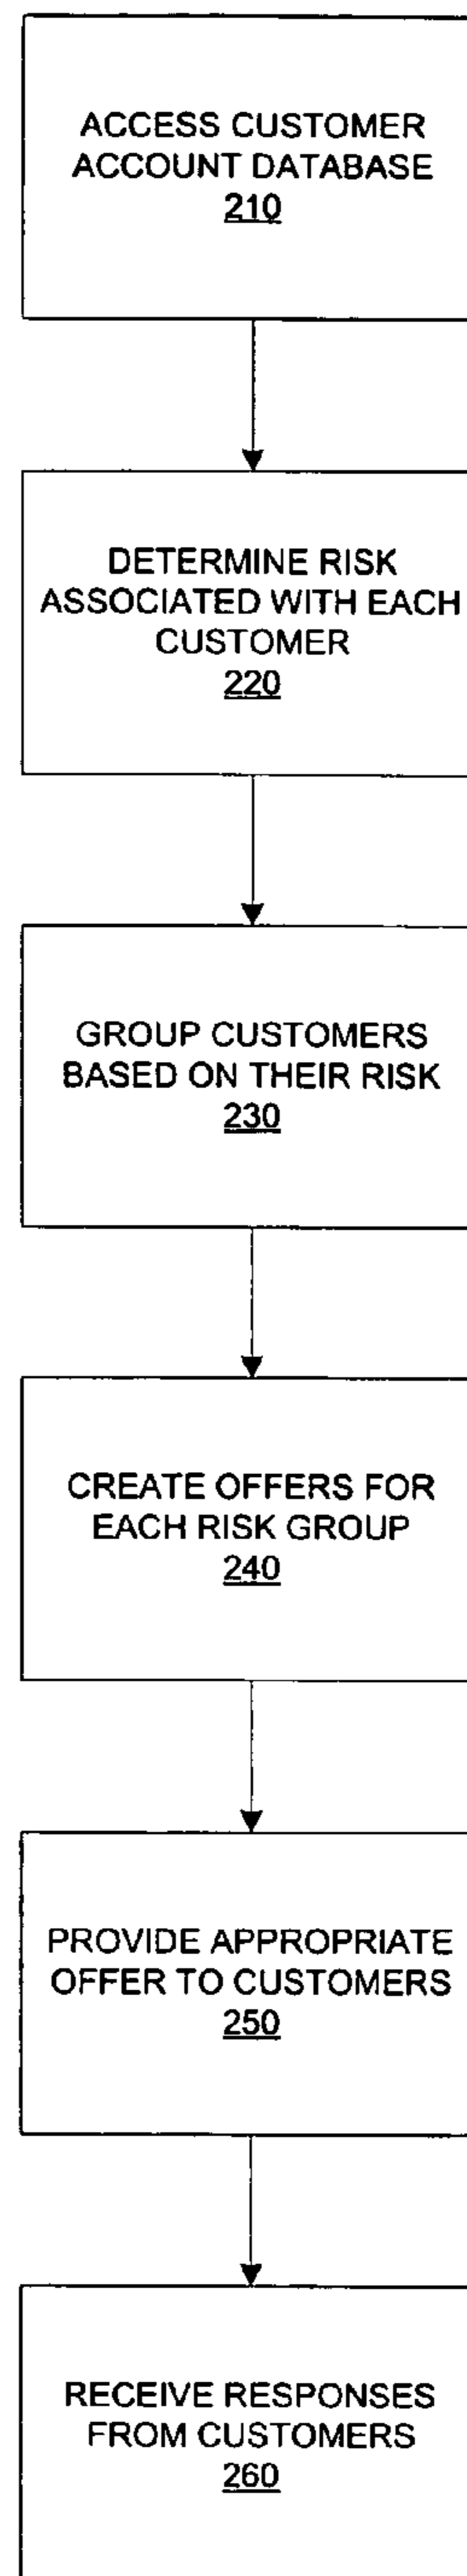 ACCESS CUSTOMER
ACCOUNT DATABASE
210
DETERMINE RISK
ASSOCIATED WITH EACH
CUSTOMER
220
GROUP CUSTOMERS
BASED ON THEIR RISK
230
CREATE OFFERS FOR
EACH RISK GROUP
240
PROVIDE APPROPRIATE
OFFER TO CUSTOMERS
250
RECEIVE RESPONSES
FROM CUSTOMERS
260